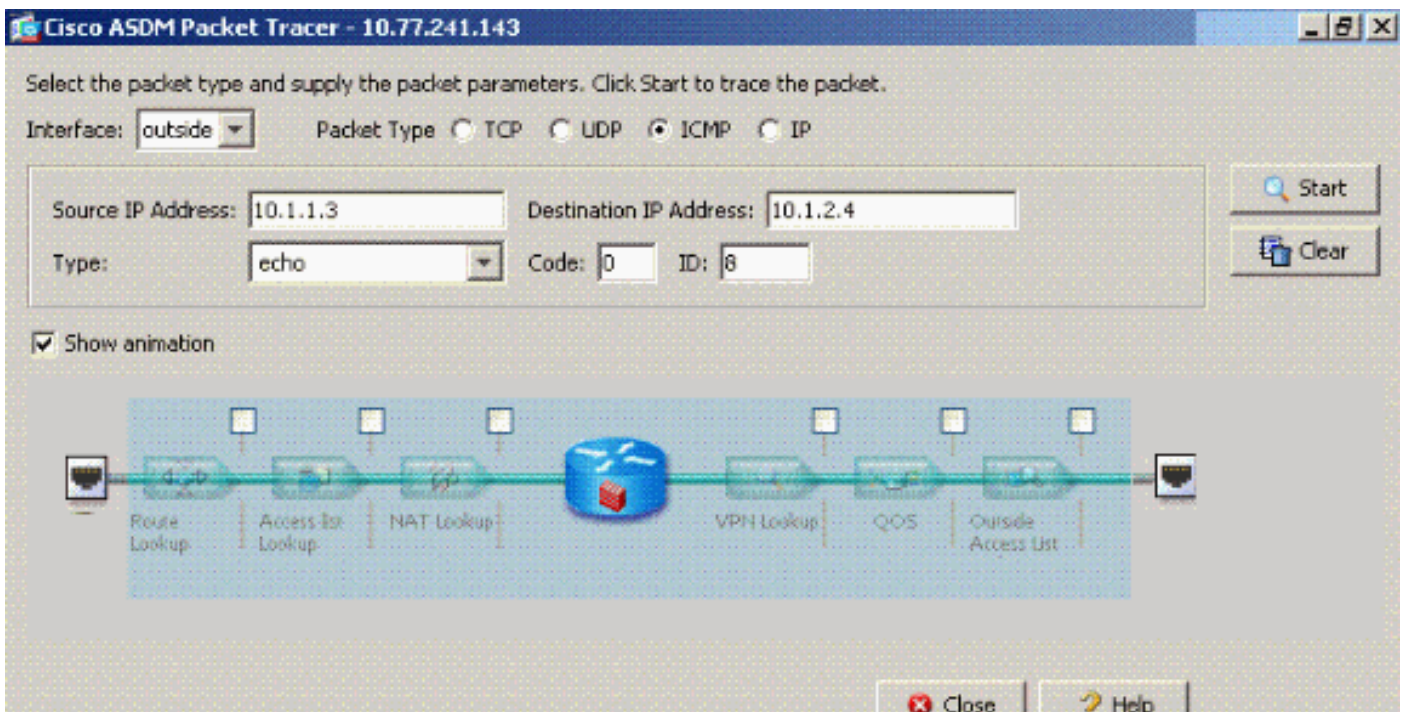 Cisco ASDM Packet Tracer - 10.77.241.143
Select the packet type and supply the packet parameters. Click Start to trace the packet.
Interface: outside Packet Type TCP UDP ICMP IP
Source IP Address: 10.1.1.3 Destination IP Address: 10.1.2.4
Start
Type: echo Code: 0 ID: 8
Clear
Show animation
Route Lookup
Access-list Lookup
NAT Lookup
VPN Lookup
QOS
Outside Access List
Close Help